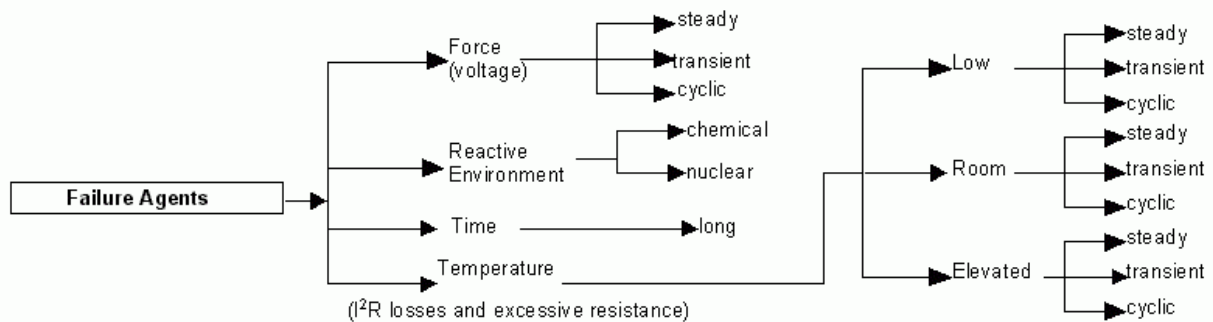 Failure Agents
Force
(voltage)
steady
transient
cyclic
Reactive
Environment
chemical
nuclear
Time
long
Temperature
(I²R losses and excessive resistance)
Low
steady
transient
cyclic
Room
steady
transient
cyclic
Elevated
steady
transient
cyclic